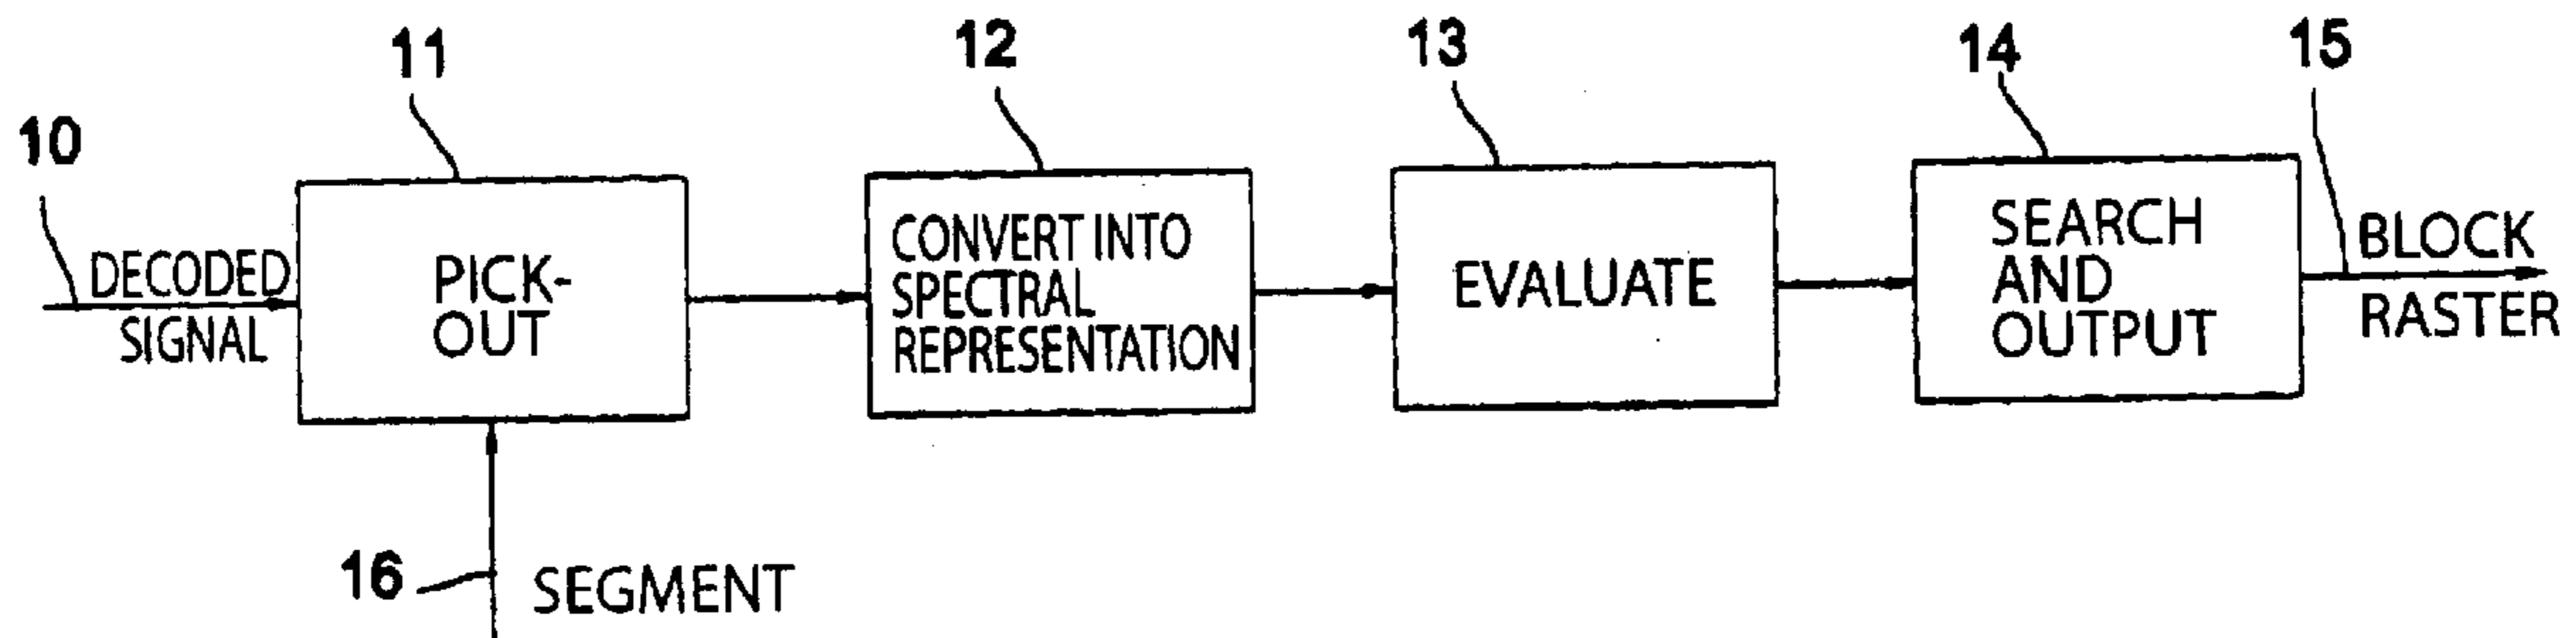 10
11
12
13
14
15
DECODED
SIGNAL
PICK-
OUT
CONVERT INTO
SPECTRAL
REPRESENTATION
EVALUATE
SEARCH
AND
OUTPUT
BLOCK
RASTER
16
SEGMENT